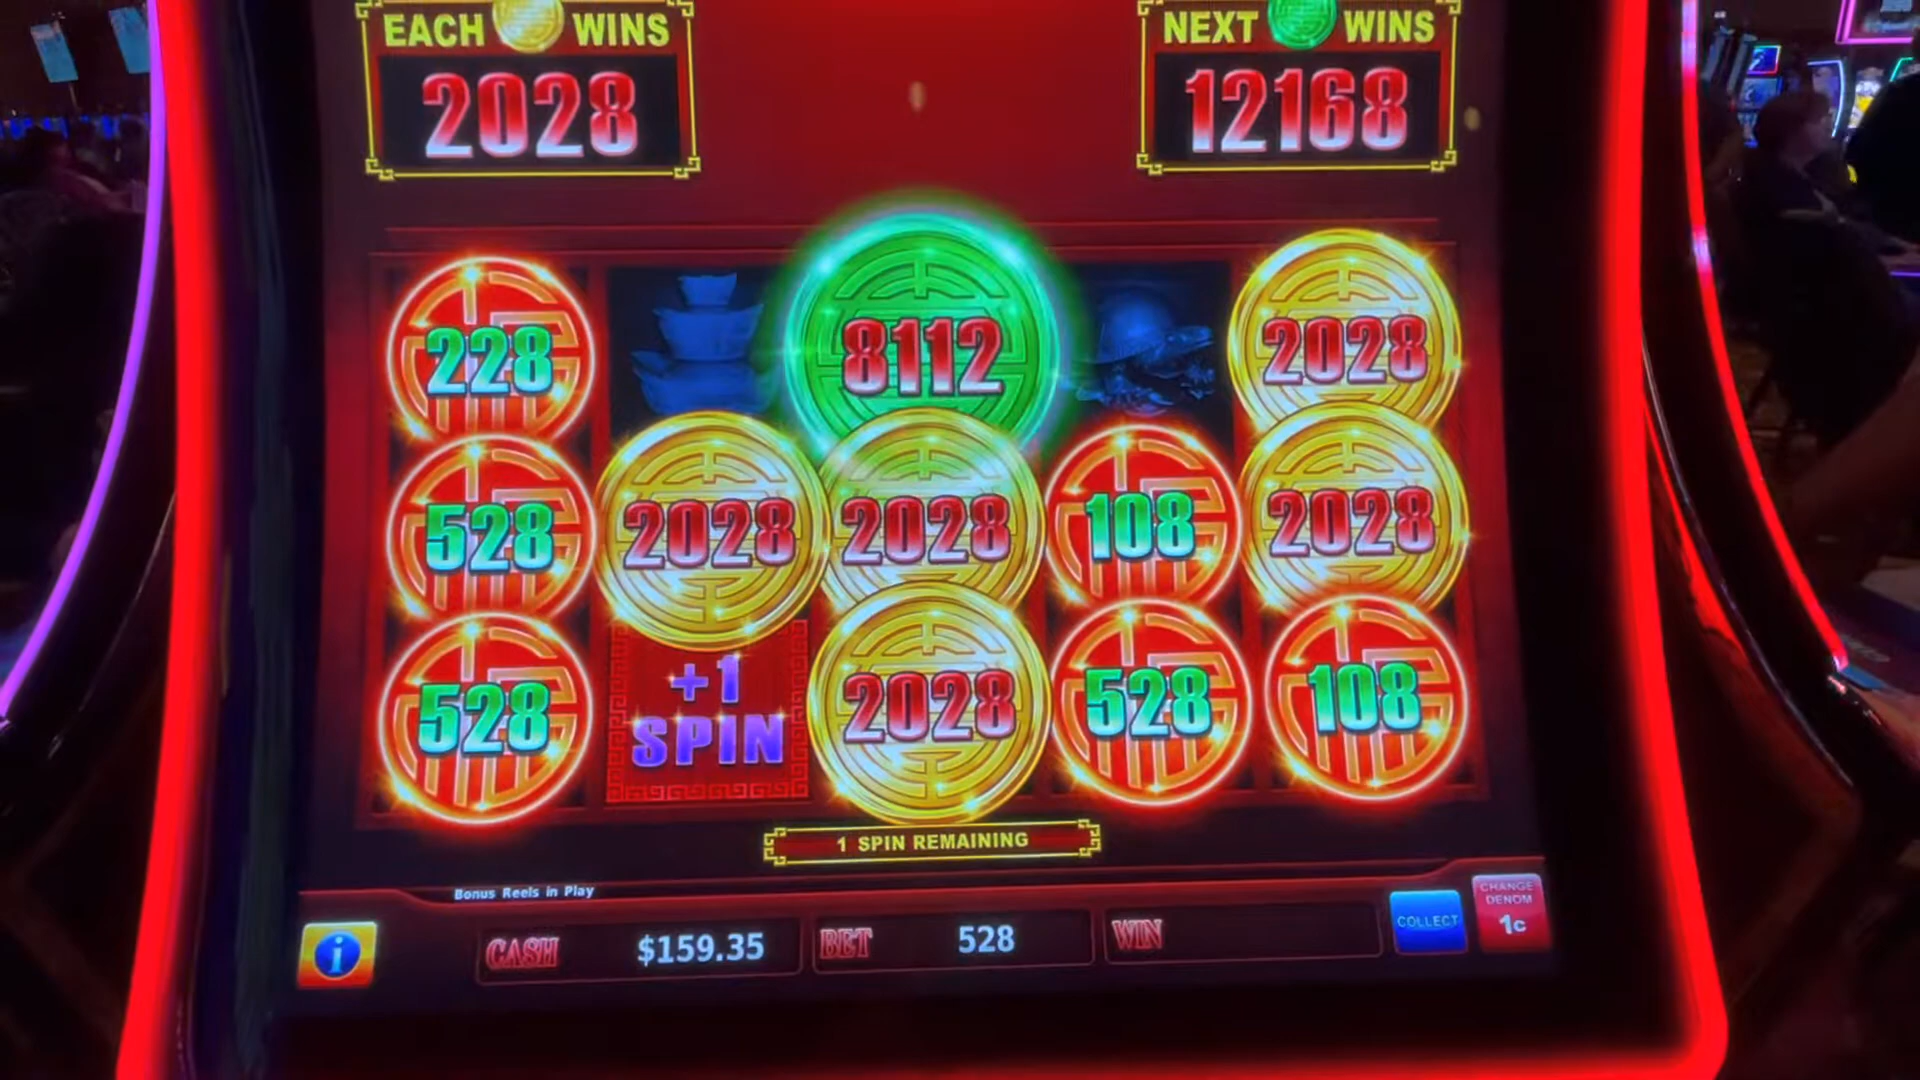 EACH WINS
2028
NEXT WINS
12168
228
8112
2028
528
2028
2028
108
2028
528
+1
SPIN
2028
528
108
1 SPIN REMAINING
Bonus Reels in Play
i
CASH $159.35
BET 528
WIN
COLLECT
CHANGE
DENOM
1c